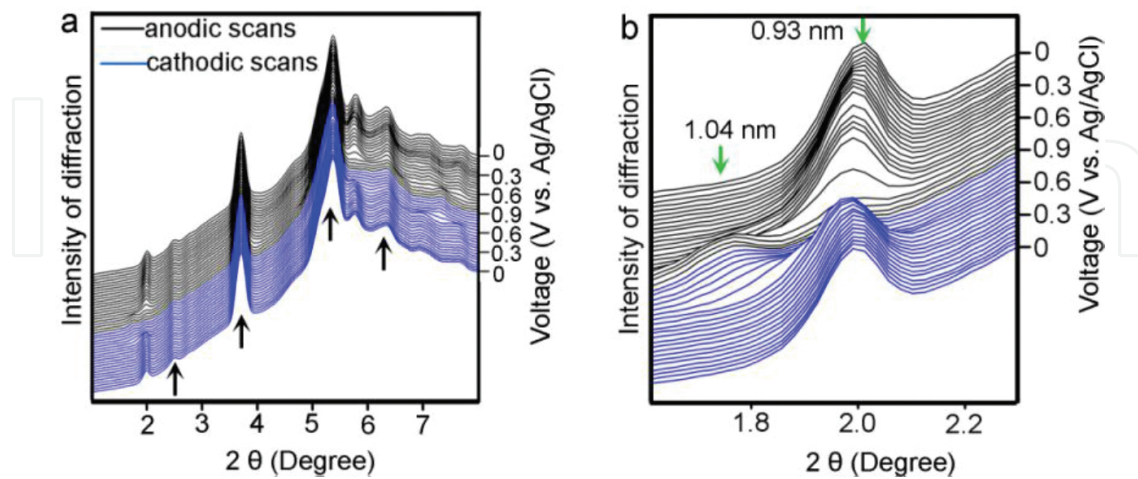 a
anodic scans
cathodic scans
Intensity of diffraction
0
0.3
0.6
0.9
0.6
0.3
0
Voltage (V vs. Ag/AgCl)
2 3 4 5 6 7
2 θ (Degree)
b
0.93 nm
1.04 nm
Intensity of diffraction
0
0.3
0.6
0.9
0.6
0.3
0
Voltage (V vs. Ag/AgCl)
1.8 2.0 2.2
2 θ (Degree)